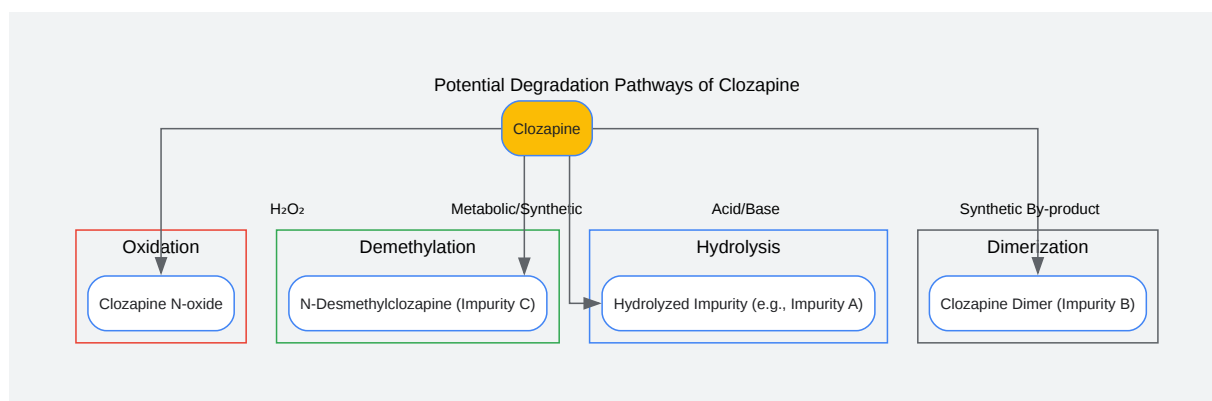 Potential Degradation Pathways of Clozapine
Clozapine
H₂O₂
Metabolic/Synthetic
Acid/Base
Synthetic By-product
Oxidation
Demethylation
Hydrolysis
Dimerization
Clozapine N-oxide
N-Desmethylclozapine (Impurity C)
Hydrolyzed Impurity (e.g., Impurity A)
Clozapine Dimer (Impurity B)